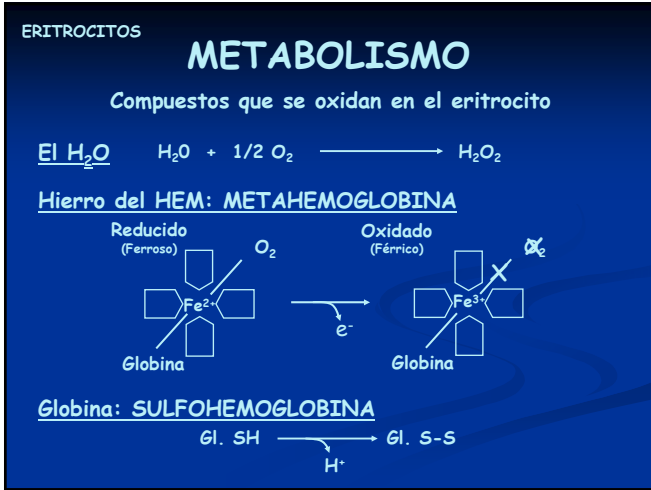 ERITROCITOS
METABOLISMO
Compuestos que se oxidan en el eritrocito
El H₂O H₂0 + 1/2 O₂ → H₂O₂
Hierro del HEM: METAHEMOGLOBINA
Reducido
(Ferroso)
O₂
Fe²⁺
Globina
e⁻
Oxidado
(Férrico)
O₂
X
Fe³⁺
Globina
Globina: SULFOHEMOGLOBINA
Gl. SH → Gl. S-S
H⁺